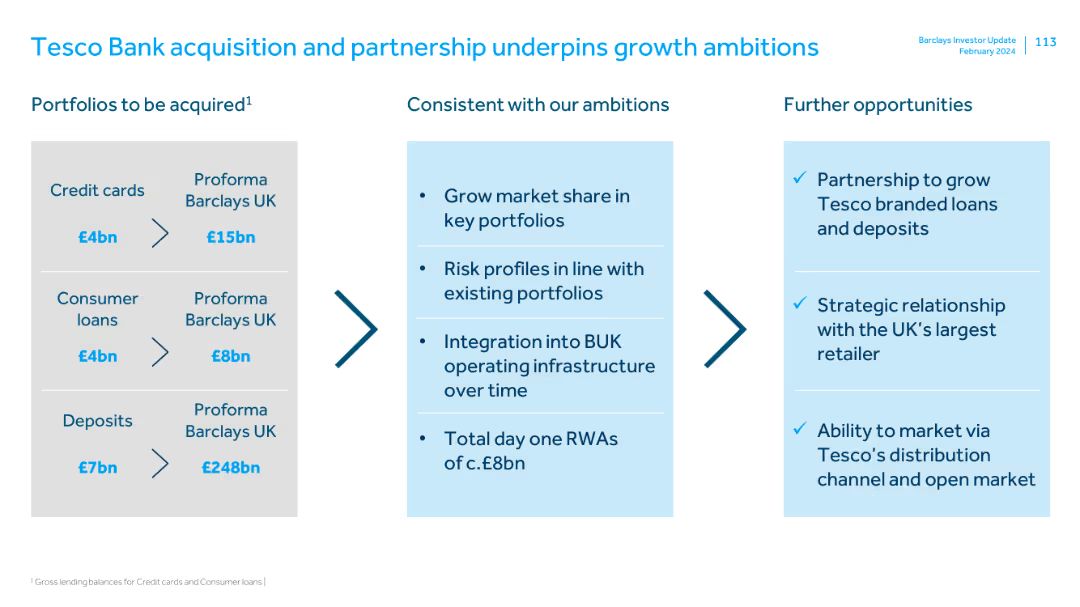 Tesco Bank acquisition and partnership underpins growth ambitions
Barclays Investor Update
February 2024
113
Portfolios to be acquired¹
Credit cards
£4bn
Proforma
Barclays UK
£15bn
Consumer
loans
£4bn
Proforma
Barclays UK
£8bn
Deposits
£7bn
Proforma
Barclays UK
£248bn
Consistent with our ambitions
• Grow market share in
key portfolios
• Risk profiles in line with
existing portfolios
• Integration into BUK
operating infrastructure
over time
• Total day one RWAs
of c.£8bn
Further opportunities
✓ Partnership to grow
Tesco branded loans
and deposits
✓ Strategic relationship
with the UK's largest
retailer
✓ Ability to market via
Tesco's distribution
channel and open market
¹ Gross lending balances for Credit cards and Consumer loans |